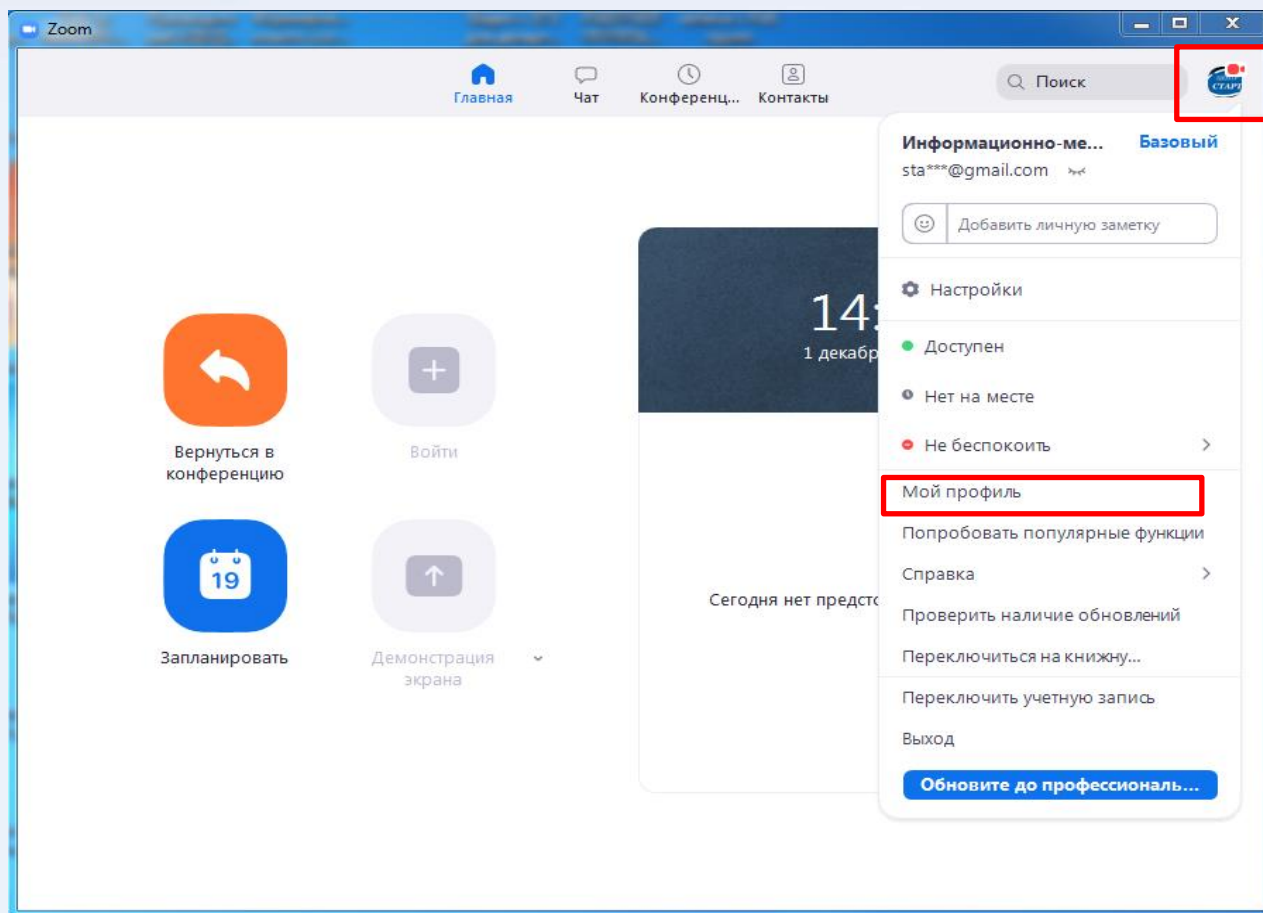 Zoom
Главная
Чат
Конференц...
Контакты
Поиск
СТАРТ
Информационно-ме...
Базовый
sta***@gmail.com
Добавить личную заметку
Настройки
14:
1 декабр
Доступен
Нет на месте
Не беспокоить
Вернуться в
конференцию
Войти
Мой профиль
Попробовать популярные функции
19
Справка
Сегодня нет предсто
Проверить наличие обновлений
Запланировать
Демонстрация
экрана
Переключиться на книжну...
Переключить учетную запись
Выход
Обновите до профессиональ...